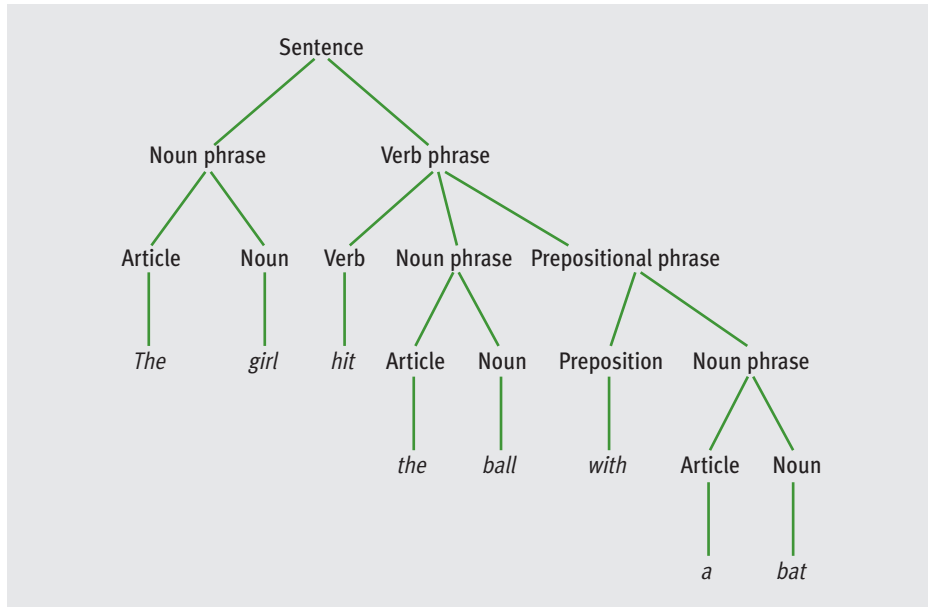 Sentence
Noun phrase Verb phrase
Article Noun Verb Noun phrase Prepositional phrase
The girl hit Article Noun Preposition Noun phrase
the ball with Article Noun
a bat